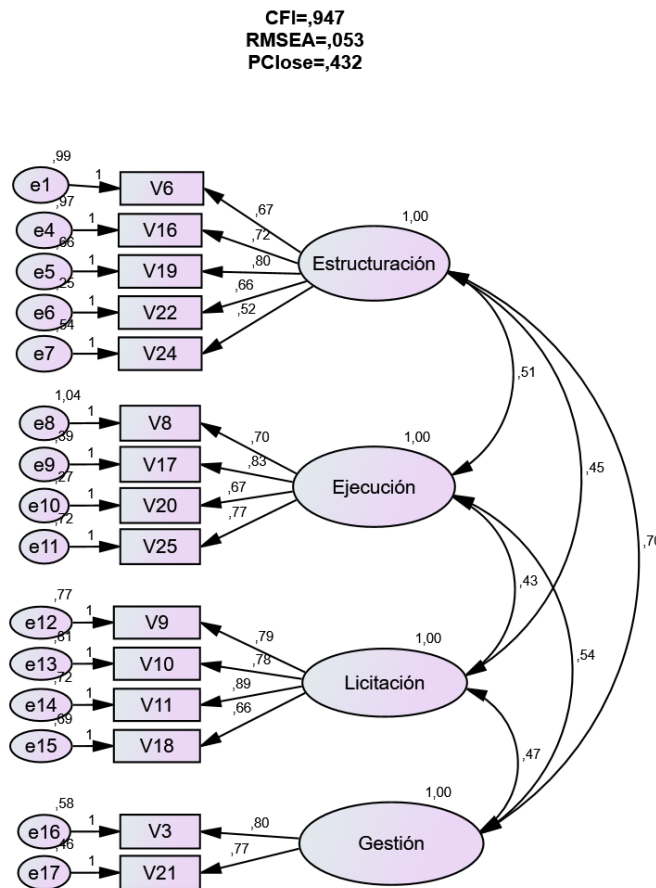 CFI=,947
RMSEA=,053
PClose=,432
,99
e1 1 V6
,67
1,00
,97
e4 1 V16
,72
Estructuración
,66
e5 1 V19
,80
,25
e6 1 V22
,66
,54
e7 1 V24
,52
,51
1,04
e8 1 V8
,70
1,00
,45
e9 1 V17
,83
Ejecución
,27
e10 1 V20
,67
,72
e11 1 V25
,77
,70
,43
,77
e12 1 V9
,79
1,00
,54
,81
e13 1 V10
,78
Licitación
,72
e14 1 V11
,89
e15 1 V18
,66
,47
,58
e16 1 V3
,80
1,00
Gestión
,46
e17 1 V21
,77